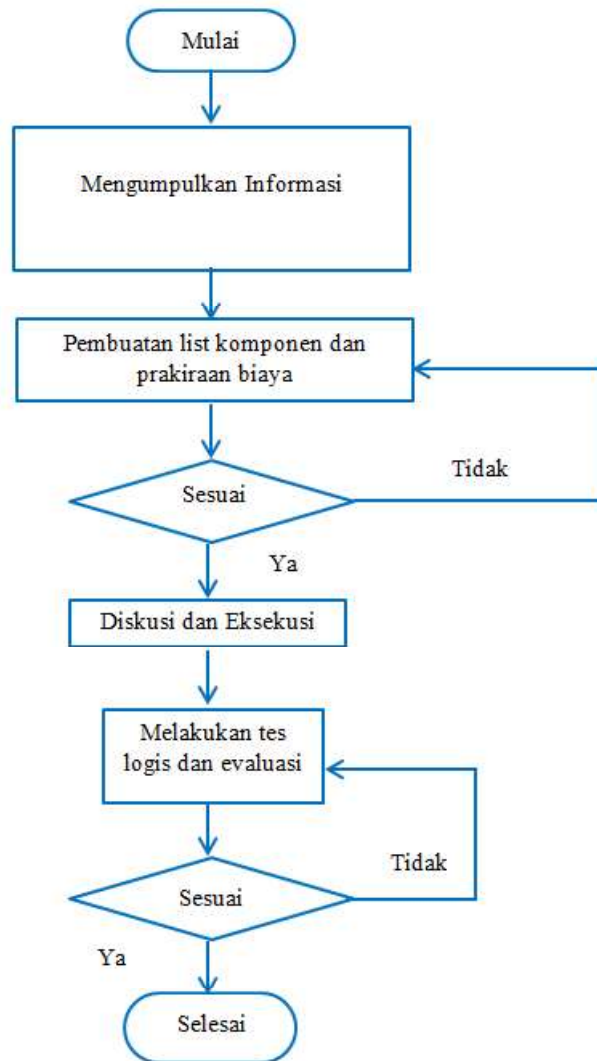 Mulai
Mengumpulkan Informasi
Pembuatan list komponen dan
prakiraan biaya
Sesuai
Tidak
Ya
Diskusi dan Eksekusi
Melakukan tes
logis dan evaluasi
Tidak
Sesuai
Ya
Selesai